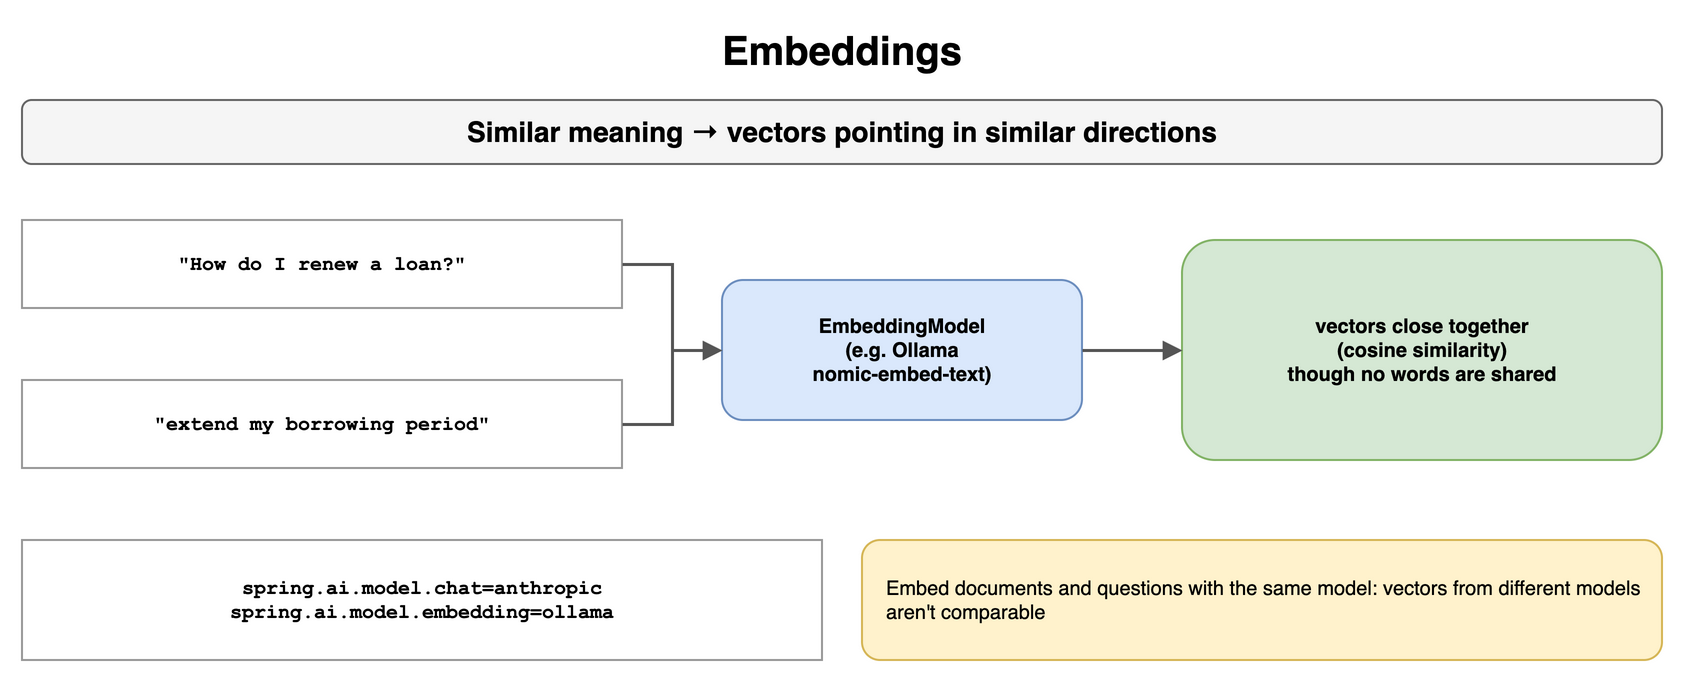 Embeddings
Similar meaning → vectors pointing in similar directions
"How do I renew a loan?"
"extend my borrowing period"
EmbeddingModel
(e.g. Ollama
nomic-embed-text)
vectors close together
(cosine similarity)
though no words are shared
spring.ai.model.chat=anthropic
spring.ai.model.embedding=ollama
Embed documents and questions with the same model: vectors from different models
aren't comparable